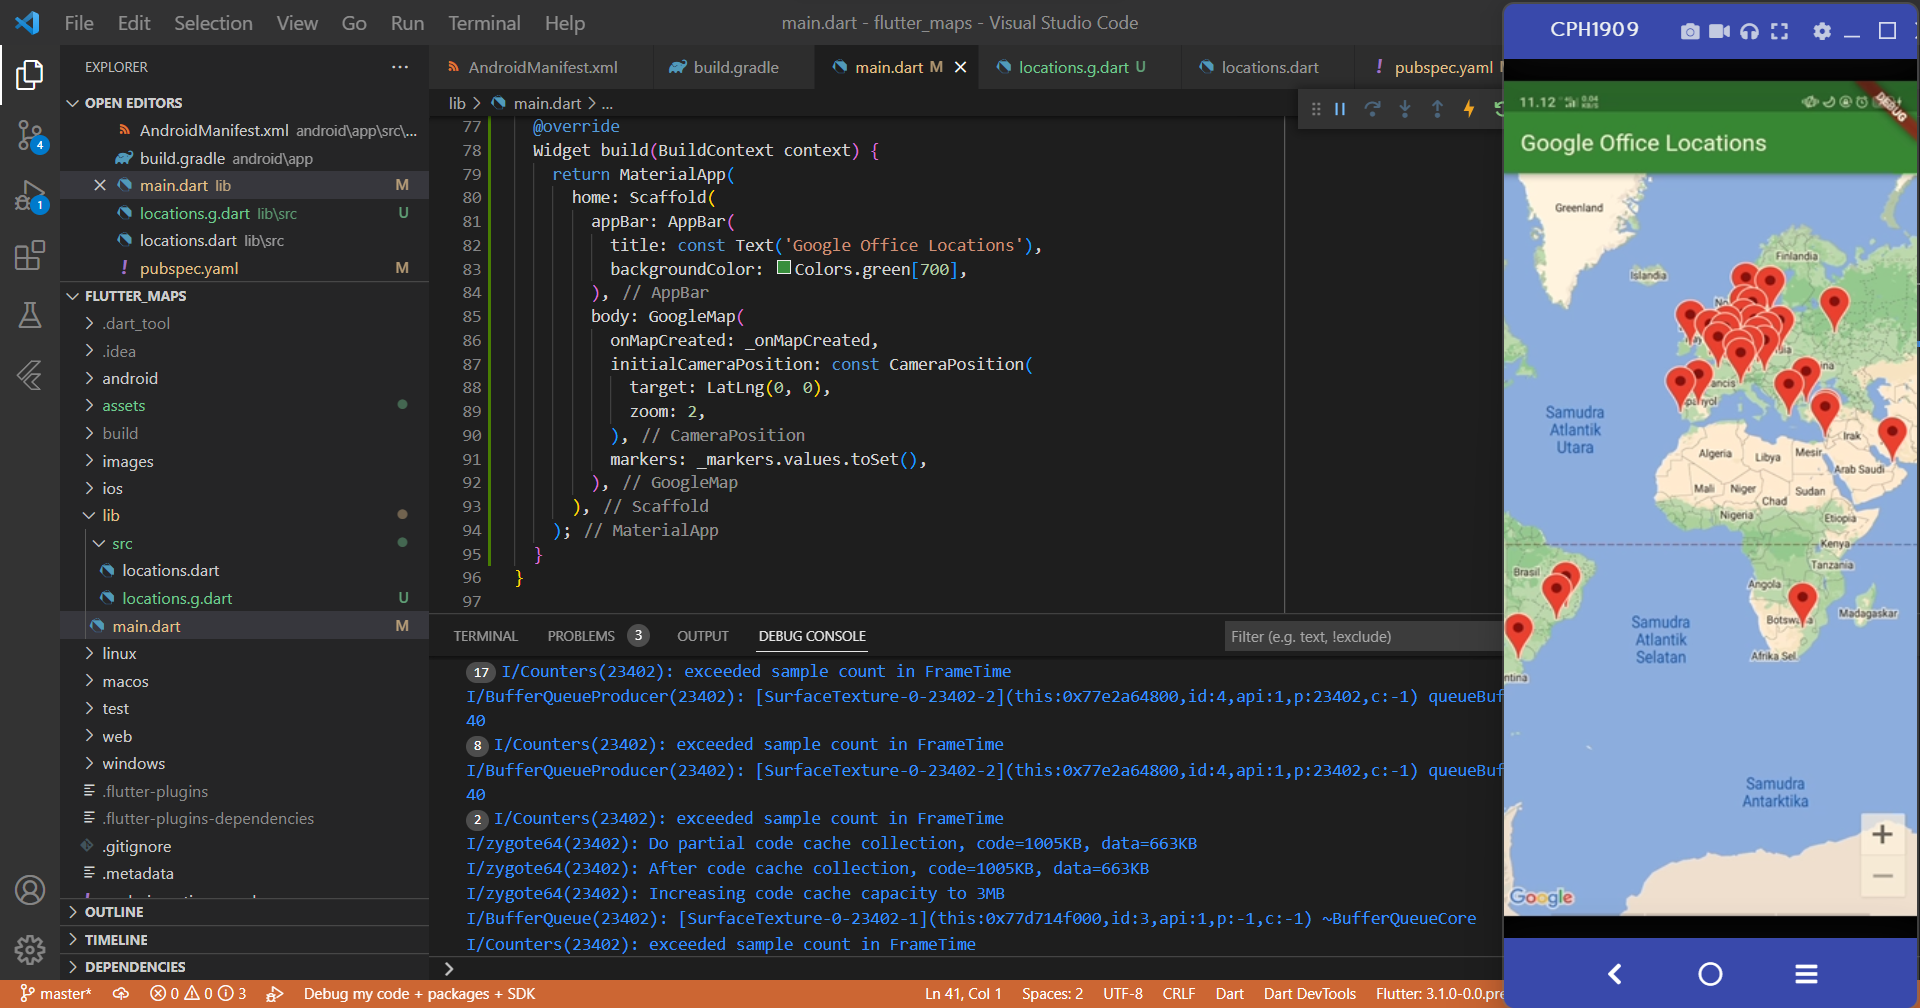 File Edit Selection View Go Run Terminal Help
main.dart - flutter_maps - Visual Studio Code
EXPLORER
OPEN EDITORS
AndroidManifest.xml android\app\src\...
build.gradle android\app
main.dart lib M
locations.g.dart lib\src U
locations.dart lib\src
! pubspec.yaml M
FLUTTER_MAPS
.dart_tool
.idea
android
assets
build
images
ios
lib
src
locations.dart
locations.g.dart U
main.dart M
linux
macos
test
web
windows
.flutter-plugins
.flutter-plugins-dependencies
.gitignore
.metadata
OUTLINE
TIMELINE
DEPENDENCIES
4
1
AndroidManifest.xml build.gradle main.dart M locations.g.dart U locations.dart ! pubspec.yaml
lib > main.dart > ...
77 @override
78 Widget build(BuildContext context) {
79 return MaterialApp(
80 home: Scaffold(
81 appBar: AppBar(
82 title: const Text('Google Office Locations'),
83 backgroundColor: Colors.green[700],
84 ), // AppBar
85 body: GoogleMap(
86 onMapCreated: _onMapCreated,
87 initialCameraPosition: const CameraPosition(
88 target: LatLng(0, 0),
89 zoom: 2,
90 ), // CameraPosition
91 markers: _markers.values.toSet(),
92 ), // GoogleMap
93 ), // Scaffold
94 ); // MaterialApp
95 }
96 }
97
TERMINAL PROBLEMS 3 OUTPUT DEBUG CONSOLE
Filter (e.g. text, !exclude)
17 I/Counters(23402): exceeded sample count in FrameTime
I/BufferQueueProducer(23402): [SurfaceTexture-0-23402-2](this:0x77e2a64800,id:4,api:1,p:23402,c:-1) queueBuf
40
8 I/Counters(23402): exceeded sample count in FrameTime
I/BufferQueueProducer(23402): [SurfaceTexture-0-23402-2](this:0x77e2a64800,id:4,api:1,p:23402,c:-1) queueBuf
40
2 I/Counters(23402): exceeded sample count in FrameTime
I/zygote64(23402): Do partial code cache collection, code=1005KB, data=663KB
I/zygote64(23402): After code cache collection, code=1005KB, data=663KB
I/zygote64(23402): Increasing code cache capacity to 3MB
I/BufferQueue(23402): [SurfaceTexture-0-23402-1](this:0x77d714f000,id:3,api:1,p:-1,c:-1) ~BufferQueueCore
I/Counters(23402): exceeded sample count in FrameTime
>
master* 0 0 3 Debug my code + packages + SDK
Ln 41, Col 1 Spaces: 2 UTF-8 CRLF Dart Dart DevTools Flutter: 3.1.0-0.0.pre
CPH1909
11.12 0.04 KB/S
DEBUG
Google Office Locations
Greenland
Islandia
Finlandia
Samudra
Atlantik
Utara
Irak
Algeria Libya Mesir
Arab Saudi
Mali Niger Chad Sudan
Nigeria Etiopia
Kenya
Tanzania
Brasil
Angola
Botswana
Madagaskar
Afrika Sel
Samudra
Atlantik
Selatan
ntina
Samudra
Antarktika
+
−
Google